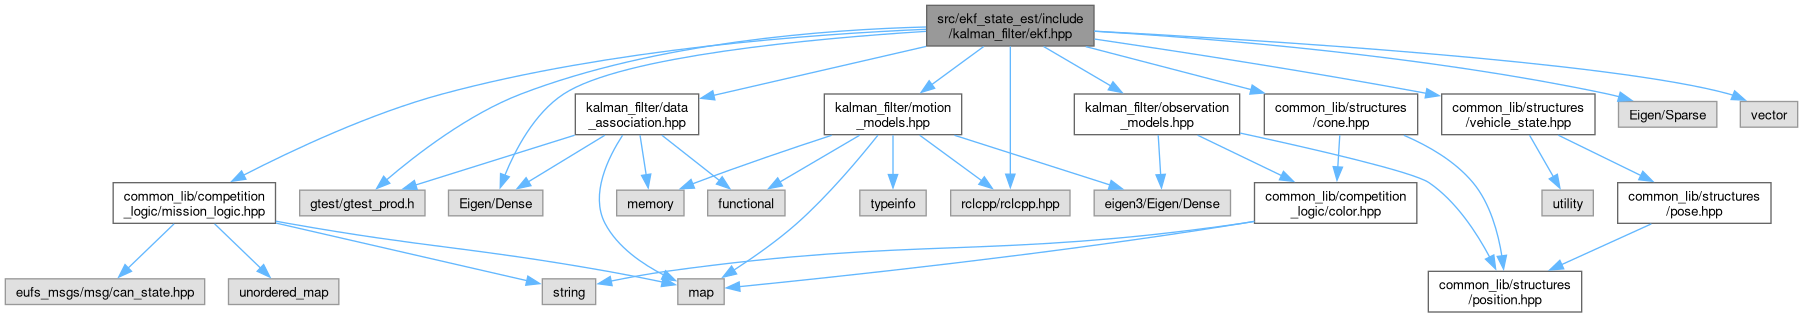 src/ekf_state_est/include
/kalman_filter/ekf.hpp
kalman_filter/data
_association.hpp
kalman_filter/motion
_models.hpp
kalman_filter/observation
_models.hpp
common_lib/structures
/cone.hpp
common_lib/structures
/vehicle_state.hpp
Eigen/Sparse
vector
common_lib/competition
_logic/mission_logic.hpp
gtest/gtest_prod.h
Eigen/Dense
memory
functional
typeinfo
rclcpp/rclcpp.hpp
eigen3/Eigen/Dense
common_lib/competition
_logic/color.hpp
utility
common_lib/structures
/pose.hpp
eufs_msgs/msg/can_state.hpp
unordered_map
string
map
common_lib/structures
/position.hpp